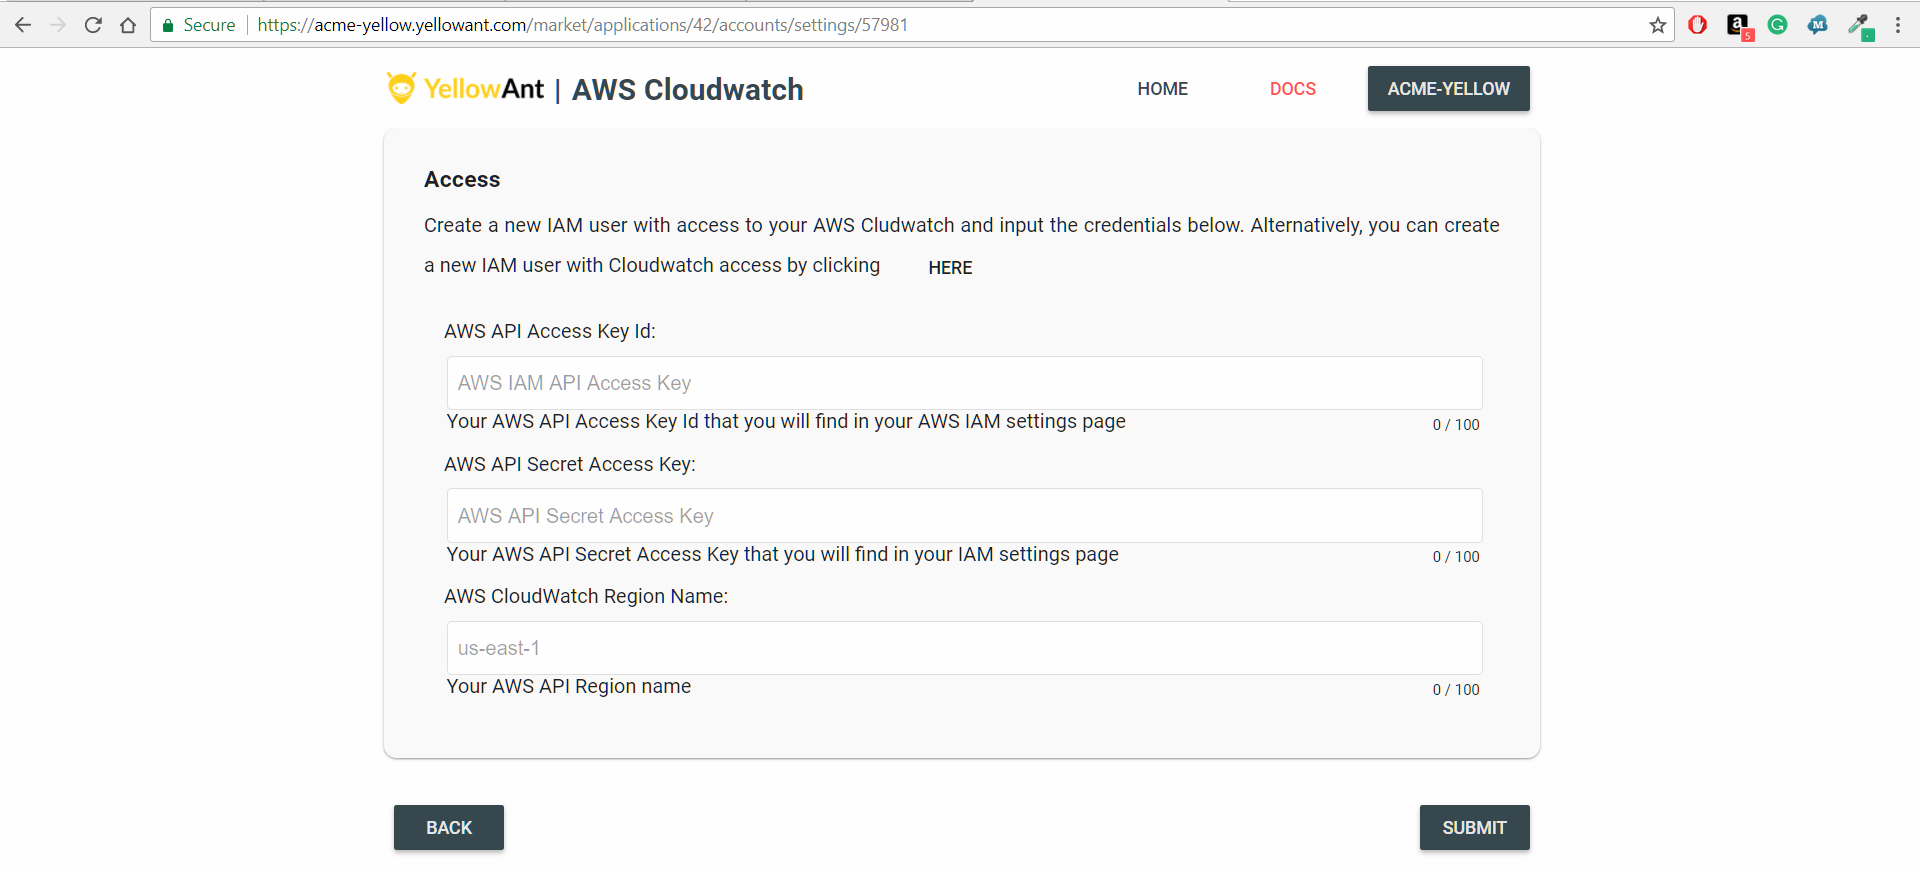 Secure https://acme-yellow.yellowant.com/market/applications/42/accounts/settings/57981
a 5 G M
YellowAnt | AWS Cloudwatch HOME DOCS ACME-YELLOW
Access
Create a new IAM user with access to your AWS Cludwatch and input the credentials below. Alternatively, you can create
a new IAM user with Cloudwatch access by clicking HERE
AWS API Access Key Id:
AWS IAM API Access Key
Your AWS API Access Key Id that you will find in your AWS IAM settings page 0 / 100
AWS API Secret Access Key:
AWS API Secret Access Key
Your AWS API Secret Access Key that you will find in your IAM settings page 0 / 100
AWS CloudWatch Region Name:
us-east-1
Your AWS API Region name 0 / 100
BACK SUBMIT